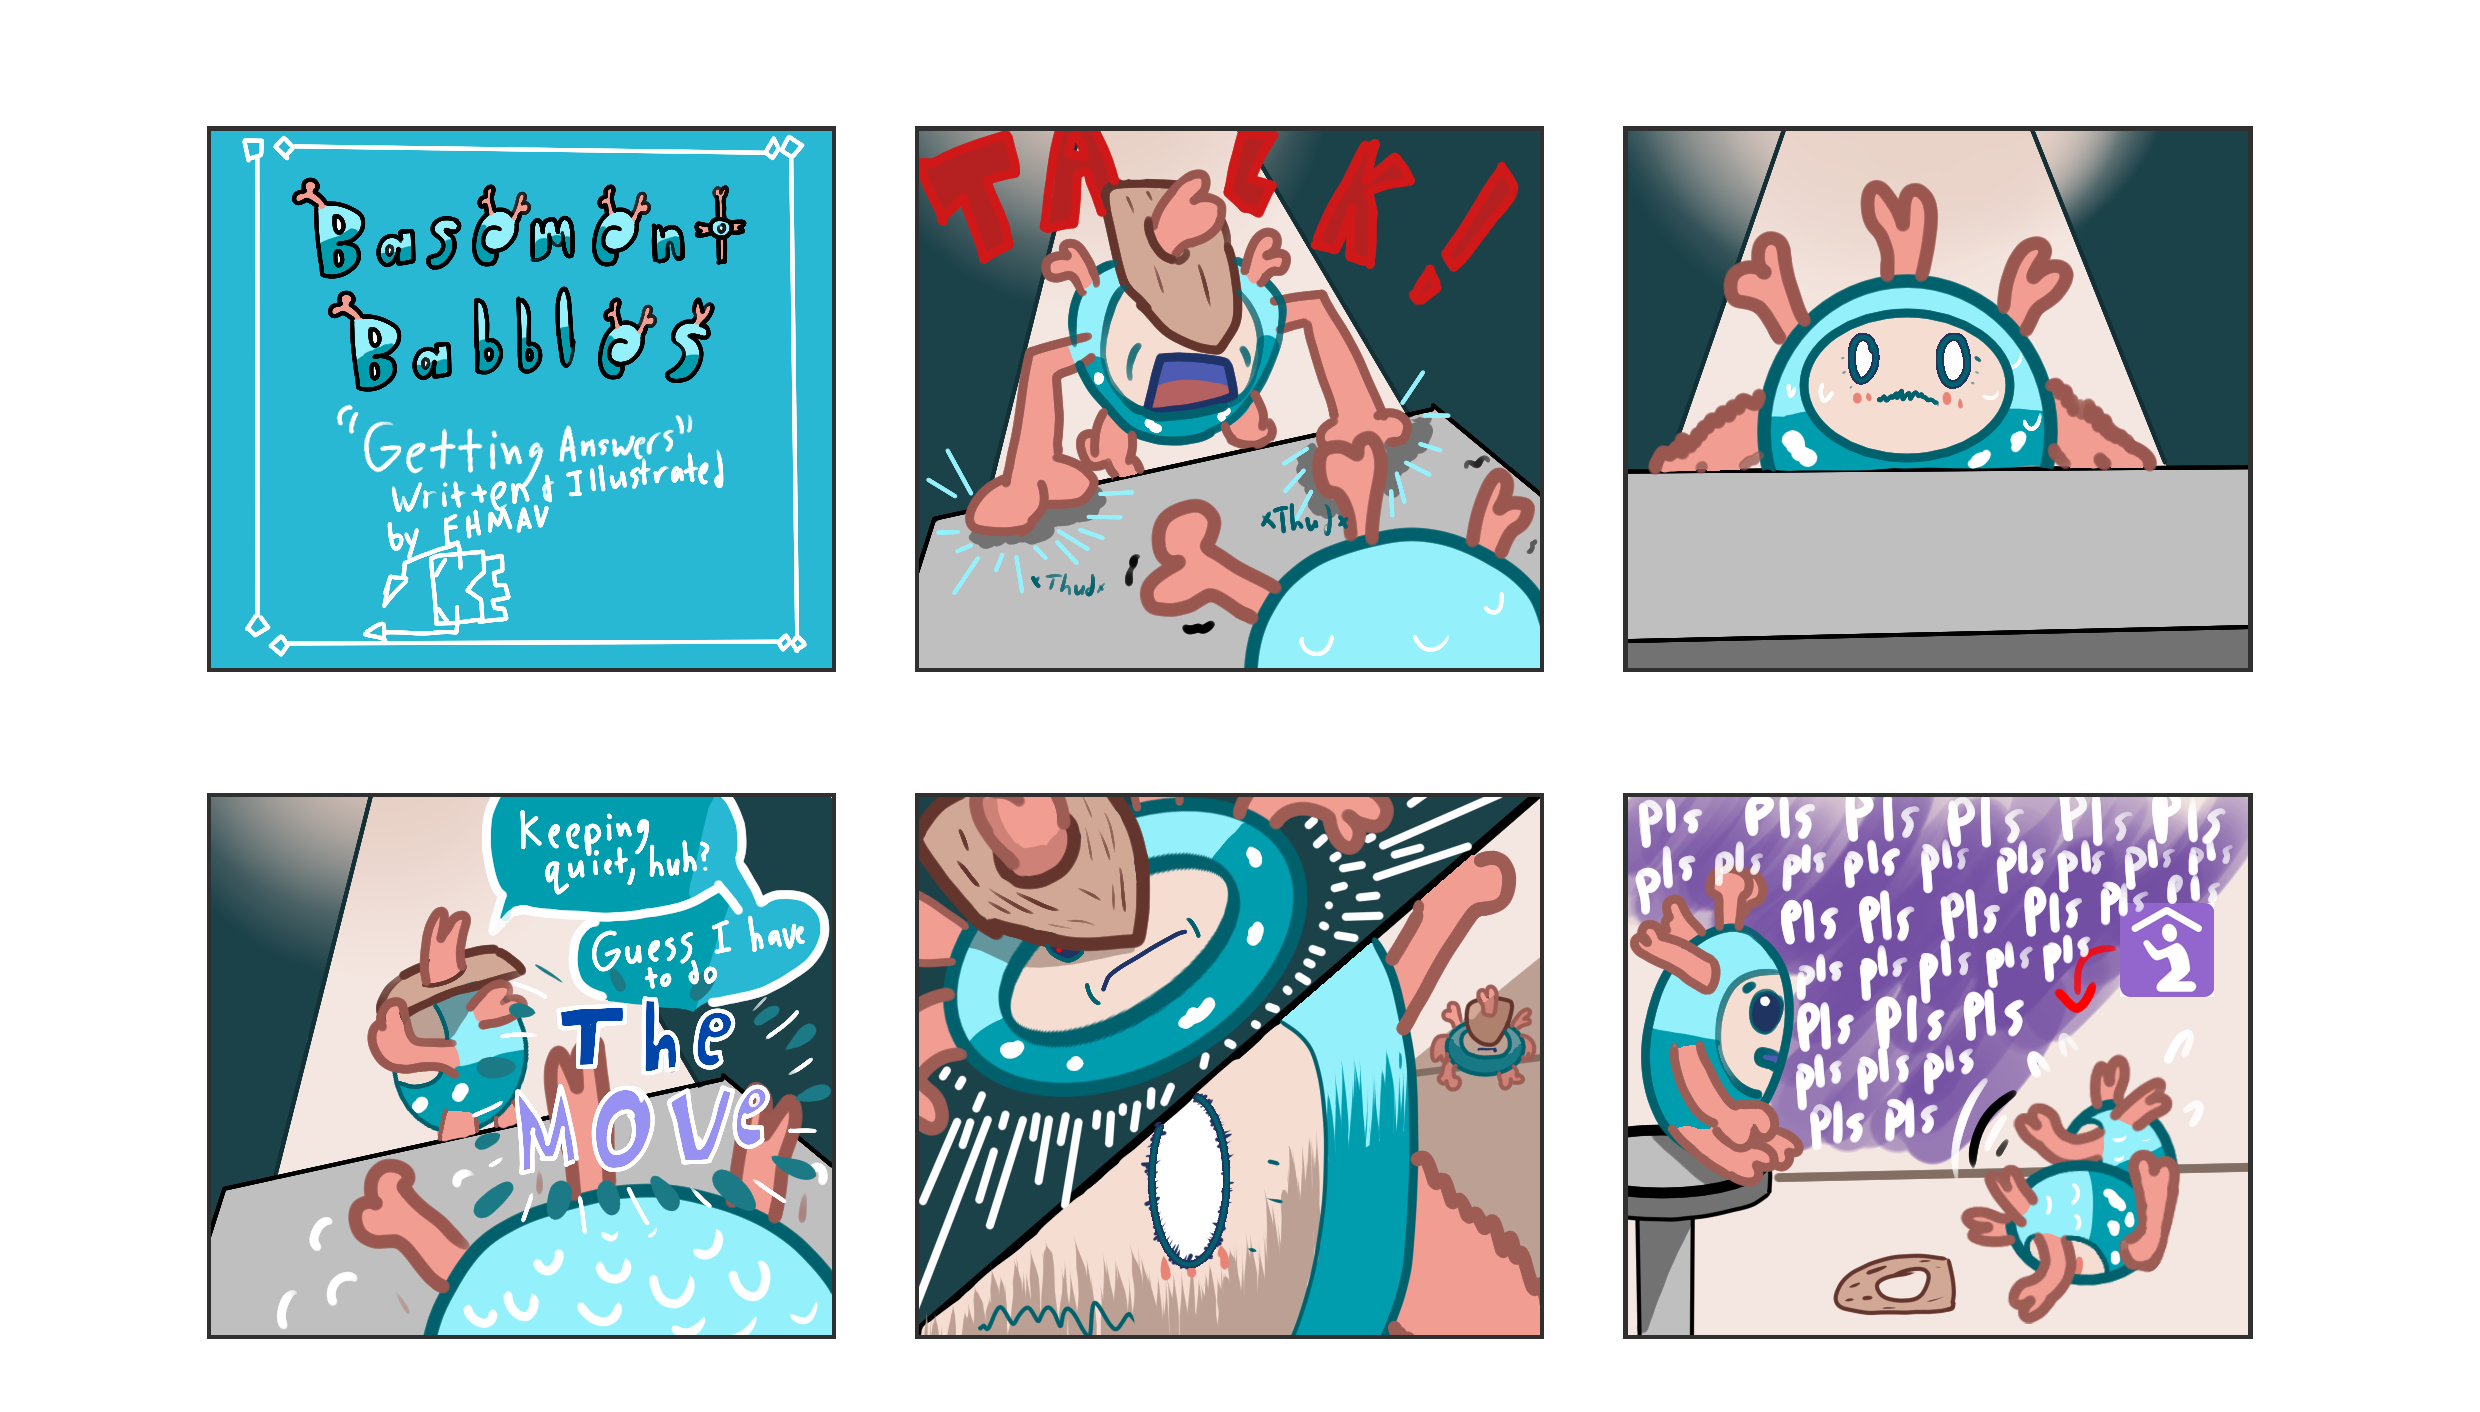 Basement
Babbles
"Getting Answers"
Written & Illustrated
by EHMAV
TALK!
*Thud*
*Thud*
Keeping
quiet, huh?
Guess I have
to do
The
Move
Pls Pls Pls Pls Pls Pls
pls pls pls pls pls pls pls pls pls
Pls Pls Pls Pls Pls Pls
pls pls pls pls pls
Pls Pls Pls
pls pls pls
Pls Pls